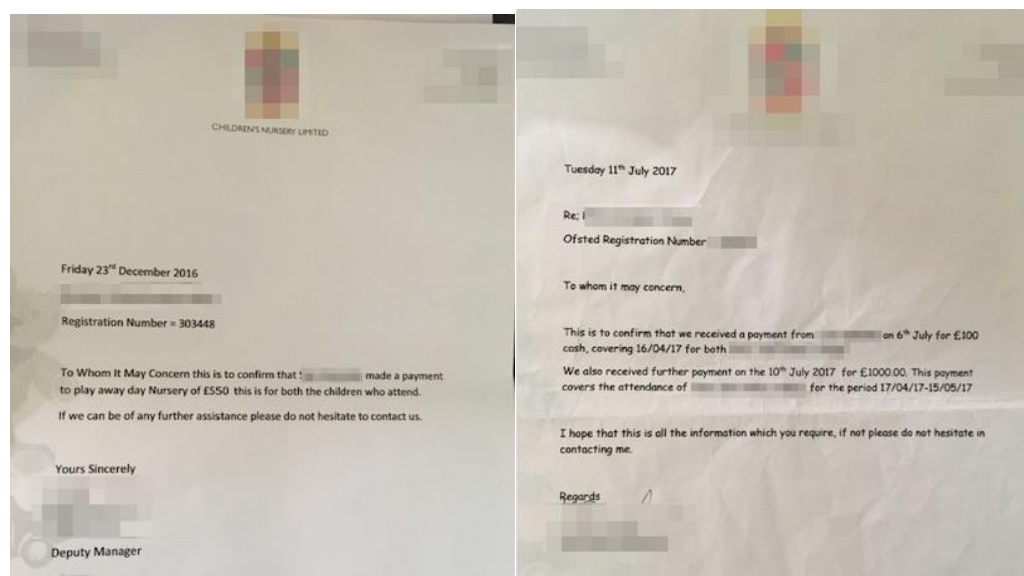 CHILDREN'S NURSERY LIMITED
Friday 23rd December 2016
Registration Number = 303448
To Whom It May Concern this is to confirm that made a payment
to play away day Nursery of £550 this is for both the children who attend.
If we can be of any further assistance please do not hesitate to contact us.
Yours Sincerely
Deputy Manager
Tuesday 11th July 2017
Re:
Ofsted Registration Number
To whom it may concern,
This is to confirm that we received a payment from on 6th July for £100
cash, covering 16/04/17 for both
We also received further payment on the 10th July 2017 for £1000.00. This payment
covers the attendance of for the period 17/04/17-15/05/17
I hope that this is all the information which you require, if not please do not hesitate in
contacting me.
Regards